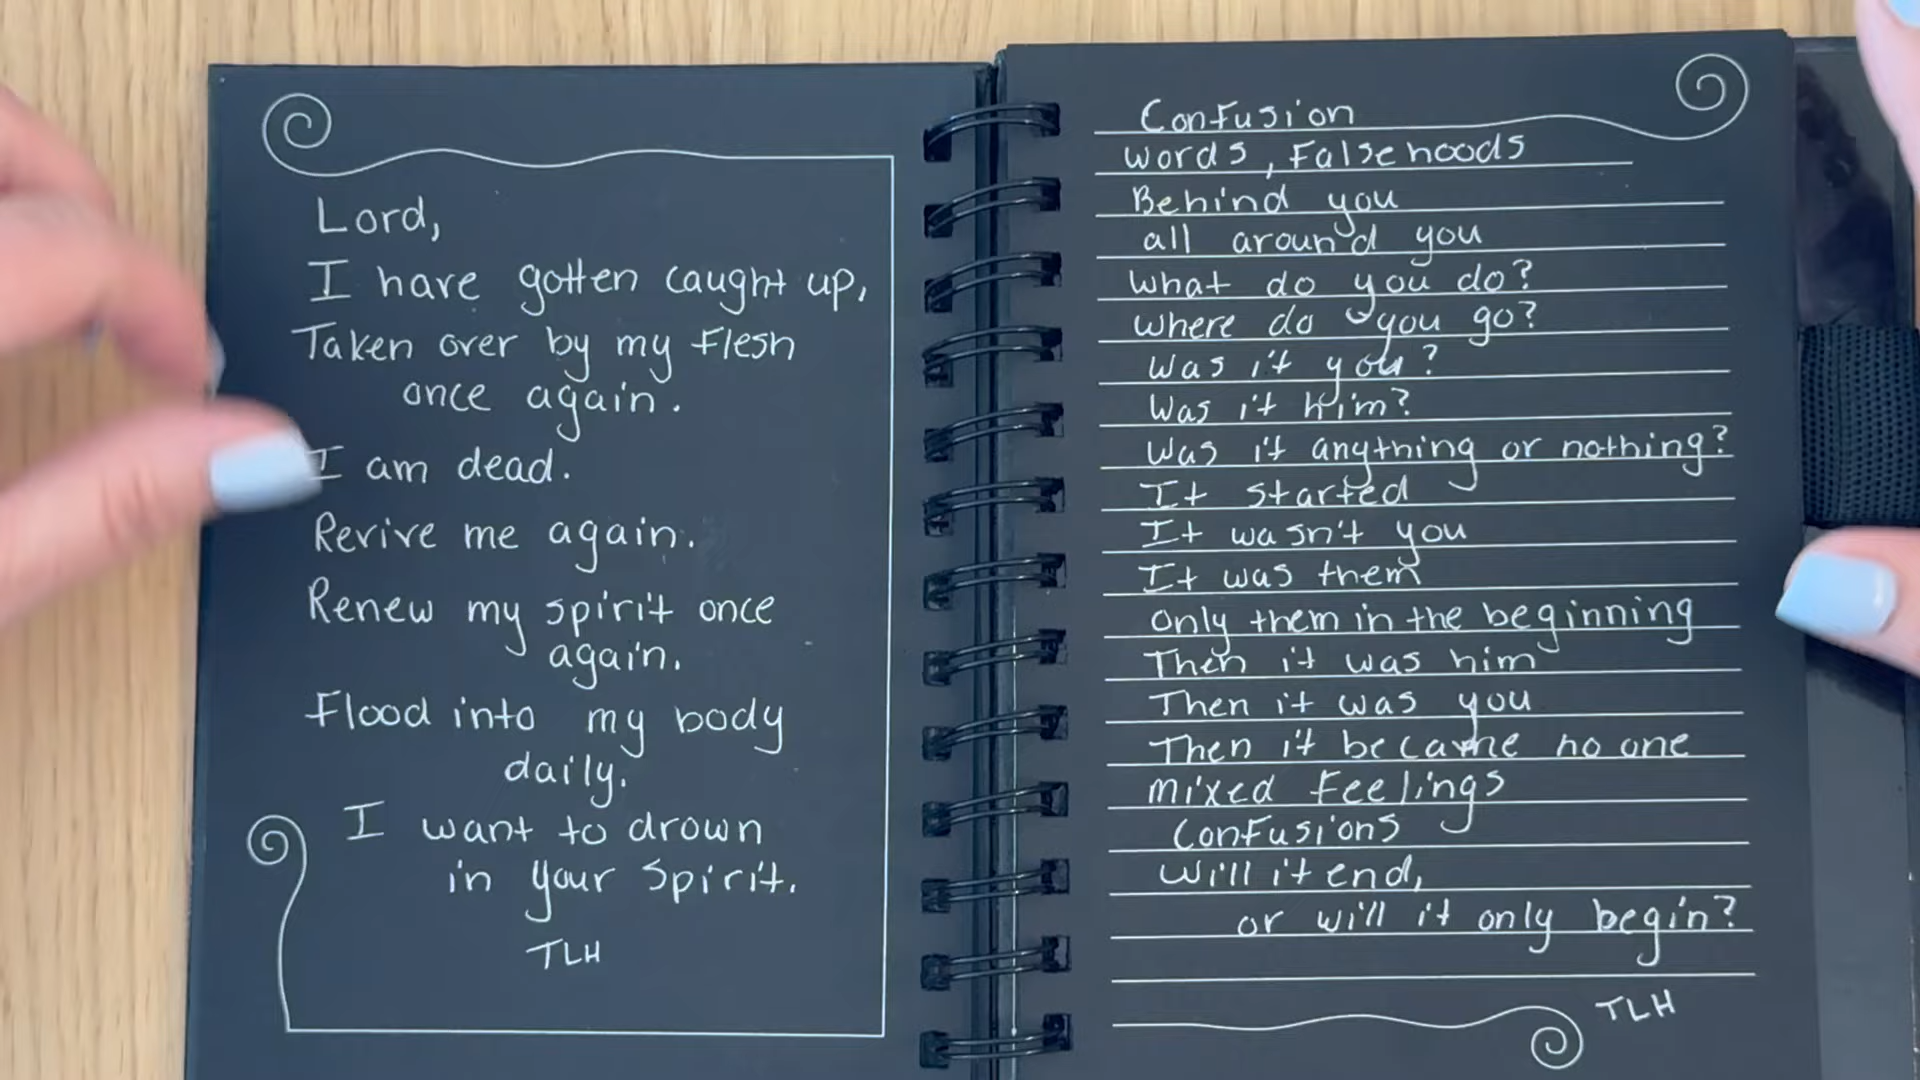 Lord,
I have gotten caught up,
Taken over by my flesh
once again.
I am dead.
Revive me again.
Renew my spirit once
again.
Flood into my body
daily.
I want to drown
in your Spirit.
TLH
Confusion
words, Falsehoods
Behind you
all around you
what do you do?
where do you go?
Was it you?
Was it him?
Was it anything or nothing?
It started
It wasn't you
It was them
only them in the beginning
Then it was him
Then it was you
Then it became no one
mixed Feelings
Confusions
Will it end,
or will it only begin?
TLH